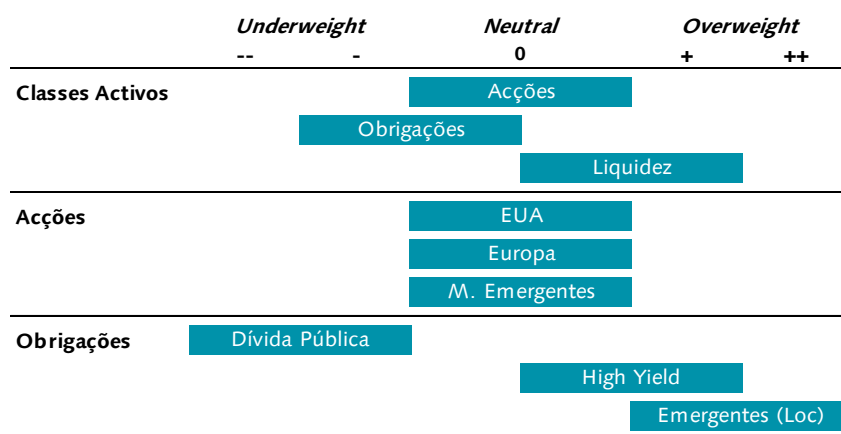 Underweight Neutral Overweight
-- - 0 + ++
Classes Activos Acções
Obrigações
Liquidez
Acções EUA
Europa
M. Emergentes
Obrigações Dívida Pública
High Yield
Emergentes (Loc)